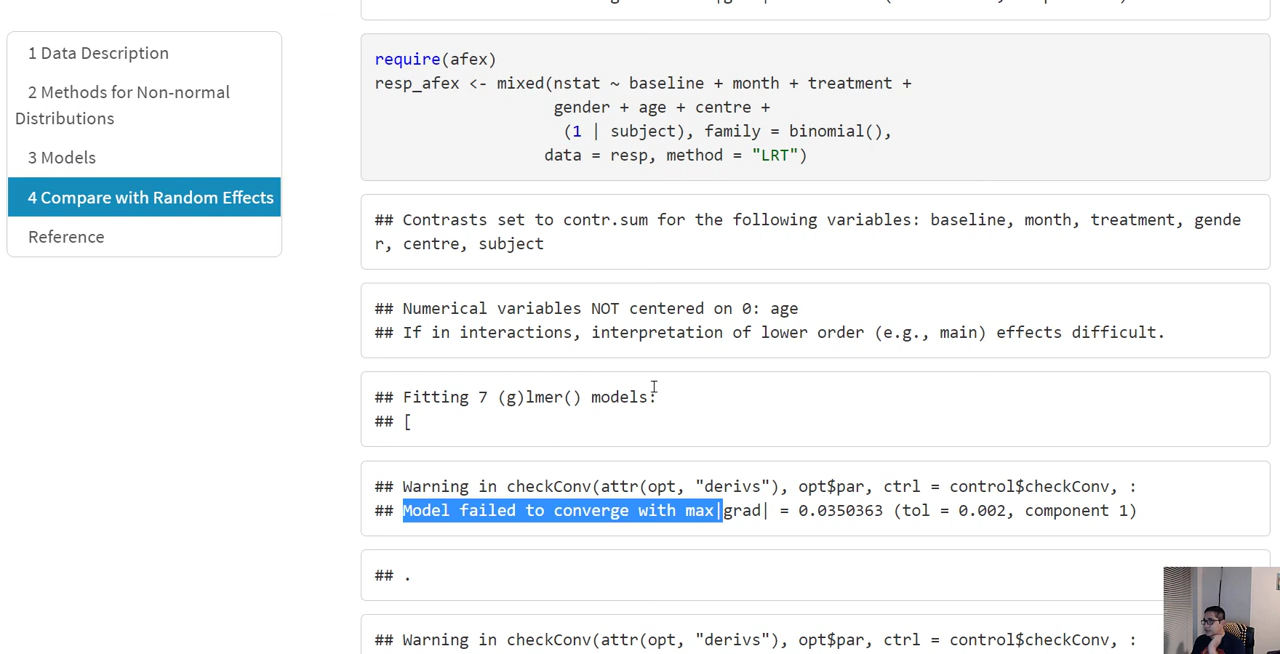 1 Data Description
2 Methods for Non-normal
Distributions
3 Models
4 Compare with Random Effects
Reference
require(afex)
resp_afex <- mixed(nstat ~ baseline + month + treatment +
gender + age + centre +
(1 | subject), family = binomial(),
data = resp, method = "LRT")
## Contrasts set to contr.sum for the following variables: baseline, month, treatment, gende
r, centre, subject
## Numerical variables NOT centered on 0: age
## If in interactions, interpretation of lower order (e.g., main) effects difficult.
## Fitting 7 (g)lmer() models:
## [
## Warning in checkConv(attr(opt, "derivs"), opt$par, ctrl = control$checkConv, :
## Model failed to converge with max|grad| = 0.0350363 (tol = 0.002, component 1)
## .
## Warning in checkConv(attr(opt, "derivs"), opt$par, ctrl = control$checkConv, :